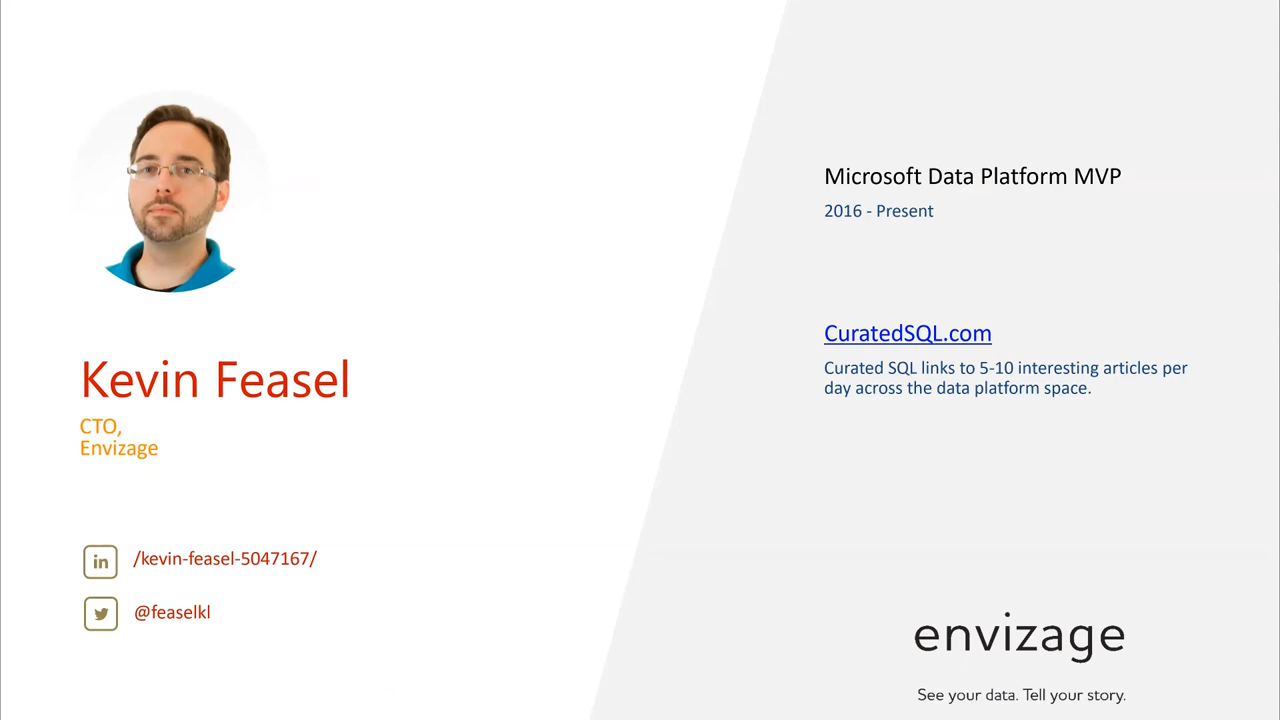 Kevin Feasel
CTO,
Envizage
in
/kevin-feasel-5047167/
@feaselkl
Microsoft Data Platform MVP
2016 - Present
CuratedSQL.com
Curated SQL links to 5-10 interesting articles per
day across the data platform space.
envizage
See your data. Tell your story.